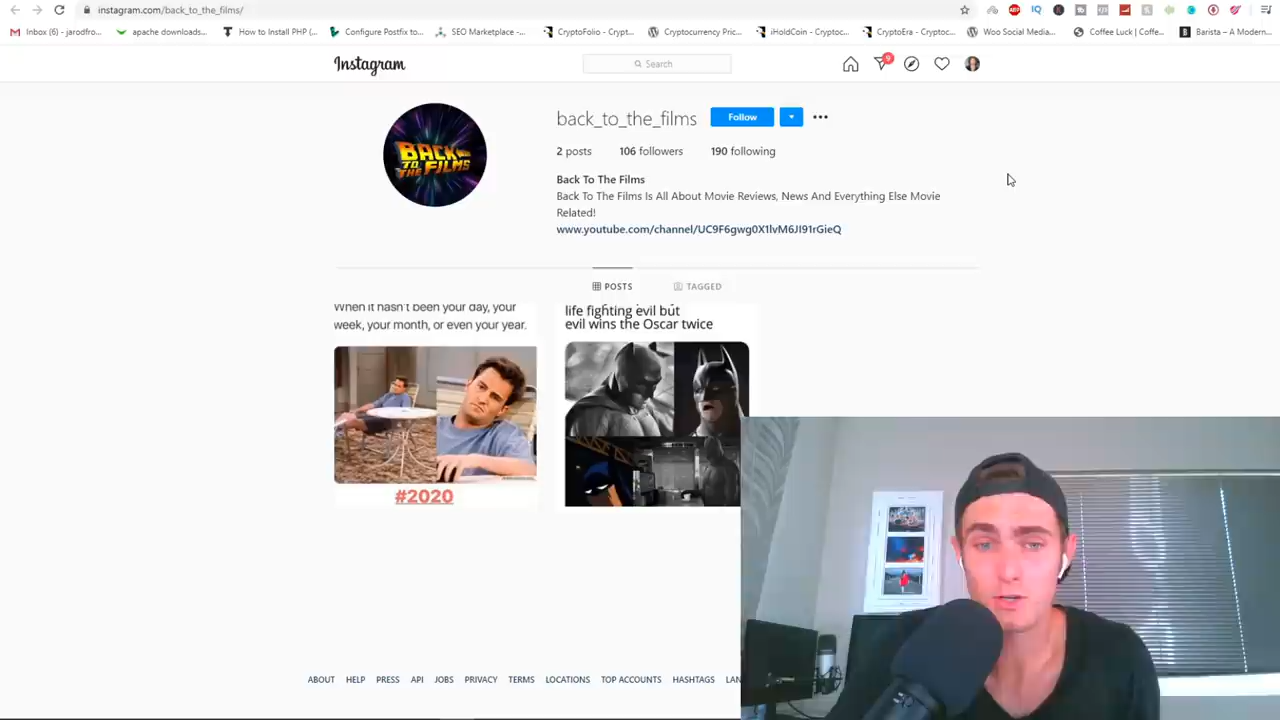 instagram.com/back_to_the_films/
Inbox (6) - jarodfro...
apache downloads...
How to Install PHP (...
Configure Postfix to...
SEO Marketplace -...
CryptoFolio - Crypt...
Cryptocurrency Pric...
iHoldCoin - Cryptoc...
CryptoEra - Cryptoc...
Woo Social Media...
Coffee Luck | Coffe...
Barista – A Modern...
Instagram
Search
9
BACK TO THE FILMS
back_to_the_films
Follow
2 posts 106 followers 190 following
Back To The Films
Back To The Films Is All About Movie Reviews, News And Everything Else Movie
Related!
www.youtube.com/channel/UC9F6gwg0X1lvM6JI91rGieQ
POSTS
TAGGED
When it hasn't been your day, your
week, your month, or even your year.
#2020
life fighting evil but
evil wins the Oscar twice
ABOUT HELP PRESS API JOBS PRIVACY TERMS LOCATIONS TOP ACCOUNTS HASHTAGS LAN